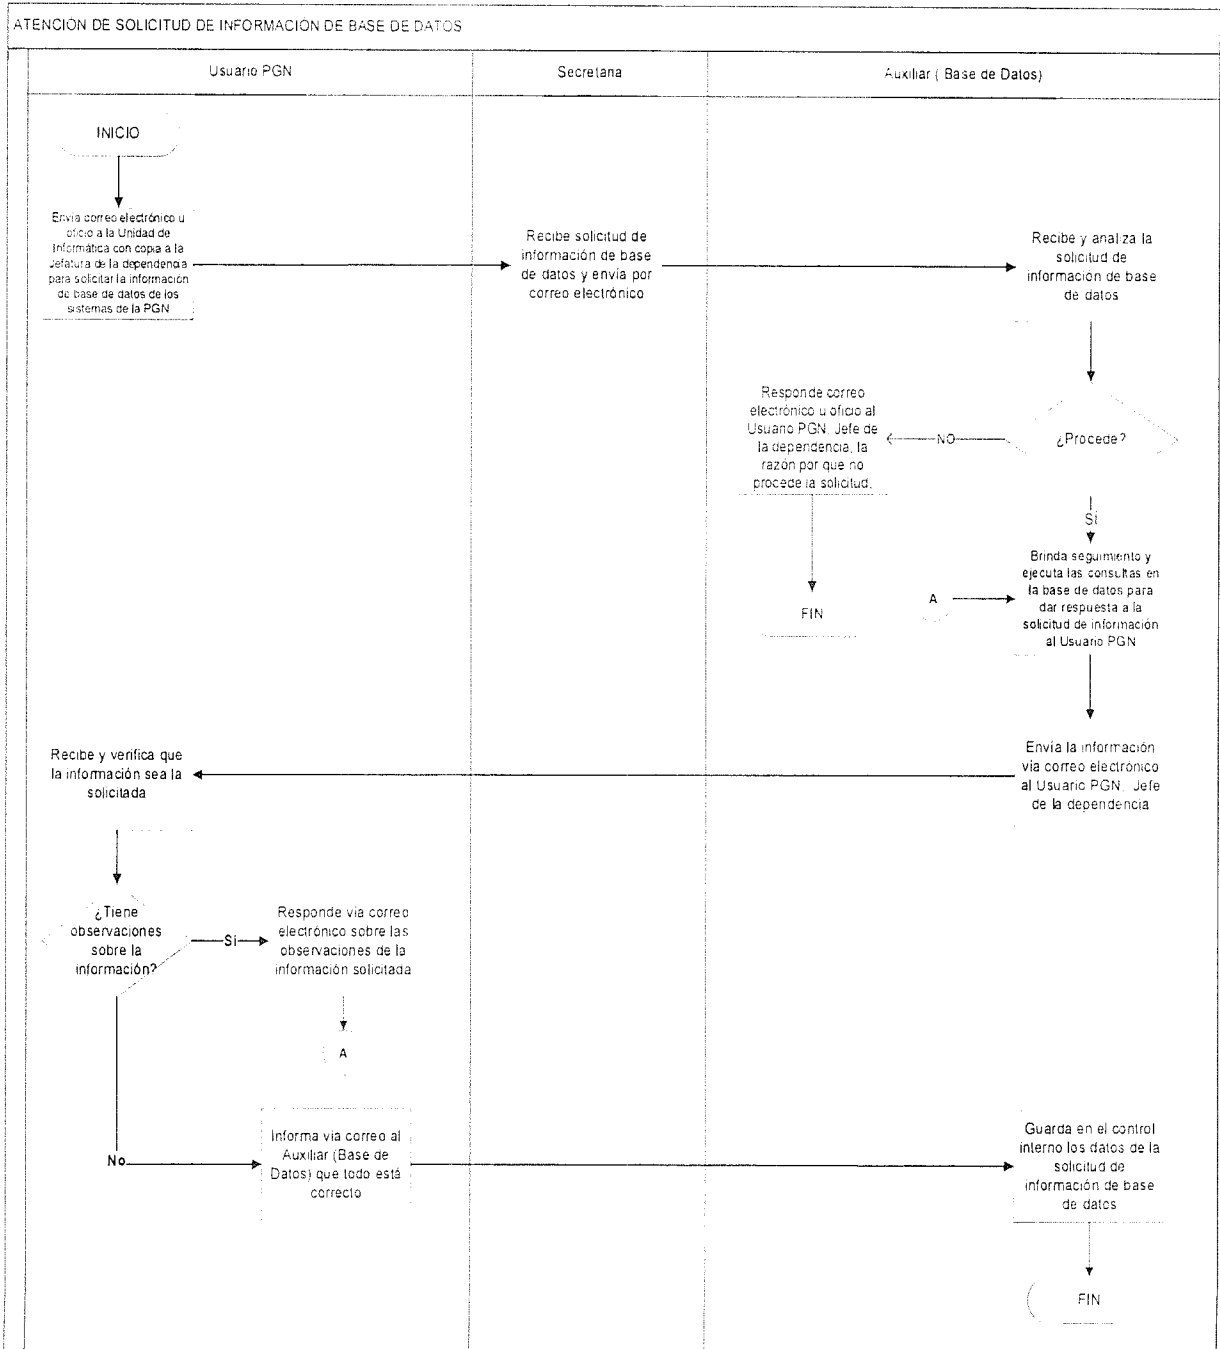 ATENCION DE SOLICITUD DE INFORMACION DE BASE DE DATOS
Usuario PGN
Secretaria
Auxiliar ( Base de Datos)
INICIO
Envía correo electrónico u
oficio a la Unidad de
Informática con copia a la
Jefatura de la dependencia
para solicitar la información
de base de datos de los
sistemas de la PGN
Recibe solicitud de
información de base
de datos y envía por
correo electrónico
Recibe y analiza la
solicitud de
información de base
de datos
¿Procede?
NO
Responde correo
electrónico u oficio al
Usuario PGN, Jefe de
la dependencia, la
razón por que no
procede la solicitud.
FIN
SÍ
A
Brinda seguimiento y
ejecuta las consultas en
la base de datos para
dar respuesta a la
solicitud de información
al Usuario PGN
Envía la información
vía correo electrónico
al Usuario PGN, Jefe
de la dependencia
Recibe y verifica que
la información sea la
solicitada
¿Tiene
observaciones
sobre la
información?
Sí
Responde vía correo
electrónico sobre las
observaciones de la
información solicitada
A
No
Informa vía correo al
Auxiliar (Base de
Datos) que todo está
correcto
Guarda en el control
interno los datos de la
solicitud de
información de base
de datos
FIN